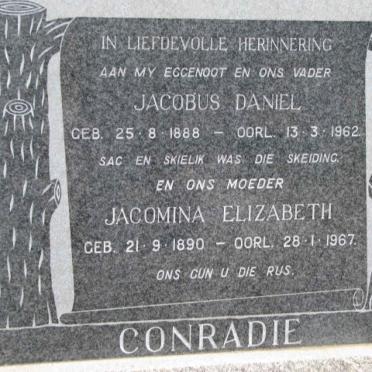 IN LIEFDEVOLLE HERINNERING
AAN MY EGGENOOT EN ONS VADER
JACOBUS DANIEL
GEB. 25·8·1888 – OORL. 13·3·1962.
SAG EN SKIELIK WAS DIE SKEIDING.
EN ONS MOEDER
JACOMINA ELIZABETH
GEB. 21·9·1890 – OORL. 28·1·1967.
ONS GUN U DIE RUS.
CONRADIE